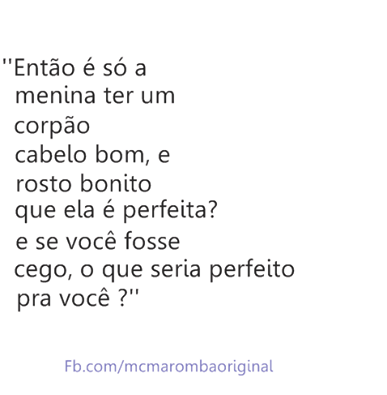 ''Então é só a
menina ter um
corpão
cabelo bom, e
rosto bonito
que ela é perfeita?
e se você fosse
cego, o que seria perfeito
pra você ?''
Fb.com/mcmarombaoriginal